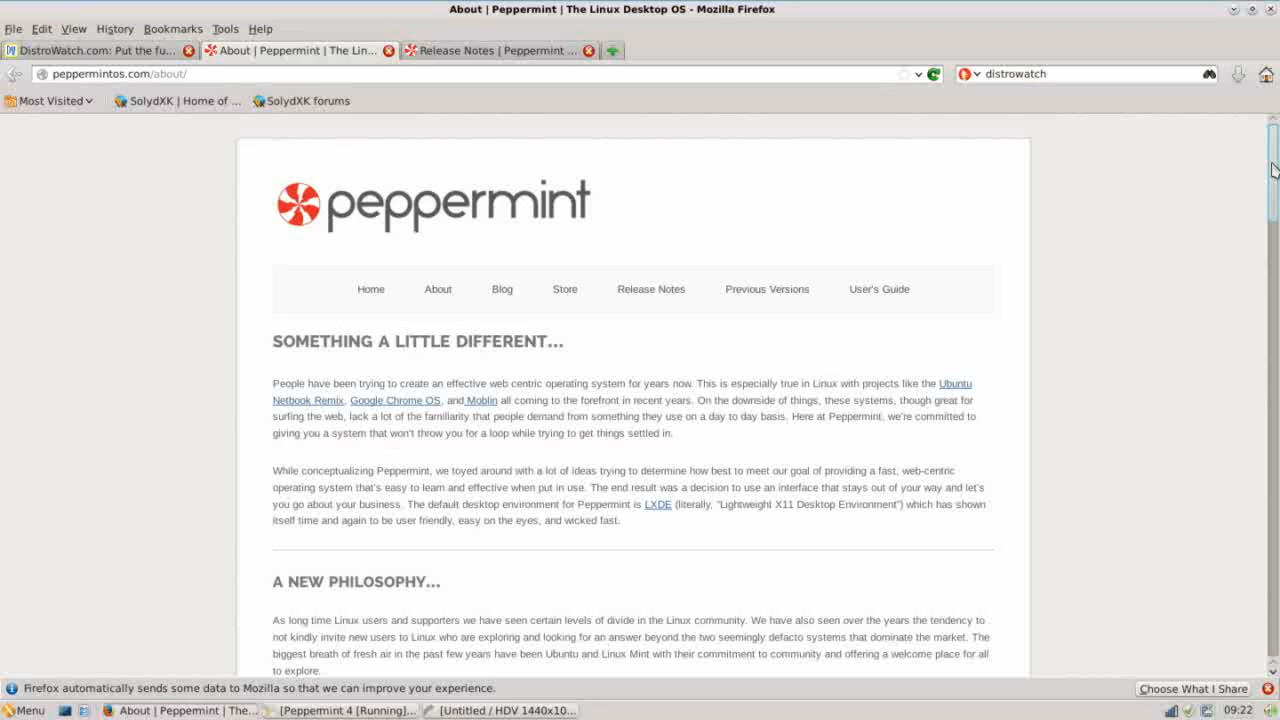 About | Peppermint | The Linux Desktop OS - Mozilla Firefox
File Edit View History Bookmarks Tools Help
DistroWatch.com: Put the fu... About | Peppermint | The Lin... Release Notes | Peppermint ...
peppermintos.com/about/ distrowatch
Most Visited SolydXK | Home of ... SolydXK forums
peppermint
Home About Blog Store Release Notes Previous Versions User's Guide
SOMETHING A LITTLE DIFFERENT...
People have been trying to create an effective web centric operating system for years now. This is especially true in Linux with projects like the Ubuntu
Netbook Remix, Google Chrome OS, and Moblin all coming to the forefront in recent years. On the downside of things, these systems, though great for
surfing the web, lack a lot of the familiarity that people demand from something they use on a day to day basis. Here at Peppermint, we're committed to
giving you a system that won't throw you for a loop while trying to get things settled in.
While conceptualizing Peppermint, we toyed around with a lot of ideas trying to determine how best to meet our goal of providing a fast, web-centric
operating system that's easy to learn and effective when put in use. The end result was a decision to use an interface that stays out of your way and let's
you go about your business. The default desktop environment for Peppermint is LXDE (literally, "Lightweight X11 Desktop Environment") which has shown
itself time and again to be user friendly, easy on the eyes, and wicked fast.
A NEW PHILOSOPHY...
As long time Linux users and supporters we have seen certain levels of divide in the Linux community. We have also seen over the years the tendency to
not kindly invite new users to Linux who are exploring and looking for an answer beyond the two seemingly defacto systems that dominate the market. The
biggest breath of fresh air in the past few years have been Ubuntu and Linux Mint with their commitment to community and offering a welcome place for all
to explore.
Firefox automatically sends some data to Mozilla so that we can improve your experience. Choose What I Share
Menu About | Peppermint | The... [Peppermint 4 [Running]... [Untitled / HDV 1440x10... 09:22